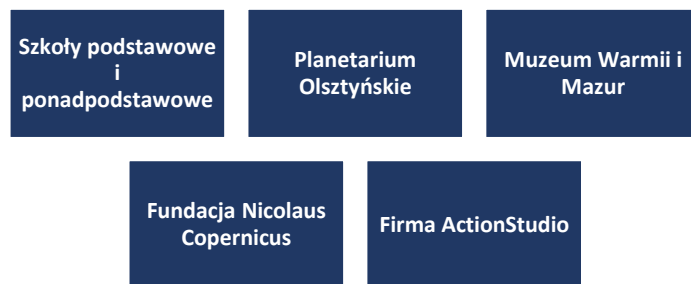 Szkoły podstawowe
i
ponadpodstawowe
Planetarium
Olsztyńskie
Muzeum Warmii i
Mazur
Fundacja Nicolaus
Copernicus
Firma ActionStudio